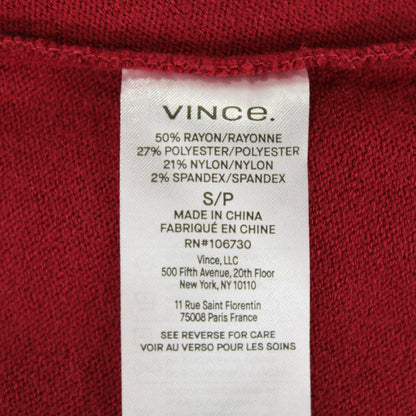 VINCE.
50% RAYON/RAYONNE
27% POLYESTER/POLYESTER
21% NYLON/NYLON
2% SPANDEX/SPANDEX
S/P
MADE IN CHINA
FABRIQUÉ EN CHINE
RN#106730
Vince, LLC
500 Fifth Avenue, 20th Floor
New York, NY 10110
11 Rue Saint Florentin
75008 Paris France
SEE REVERSE FOR CARE
VOIR AU VERSO POUR LES SOINS